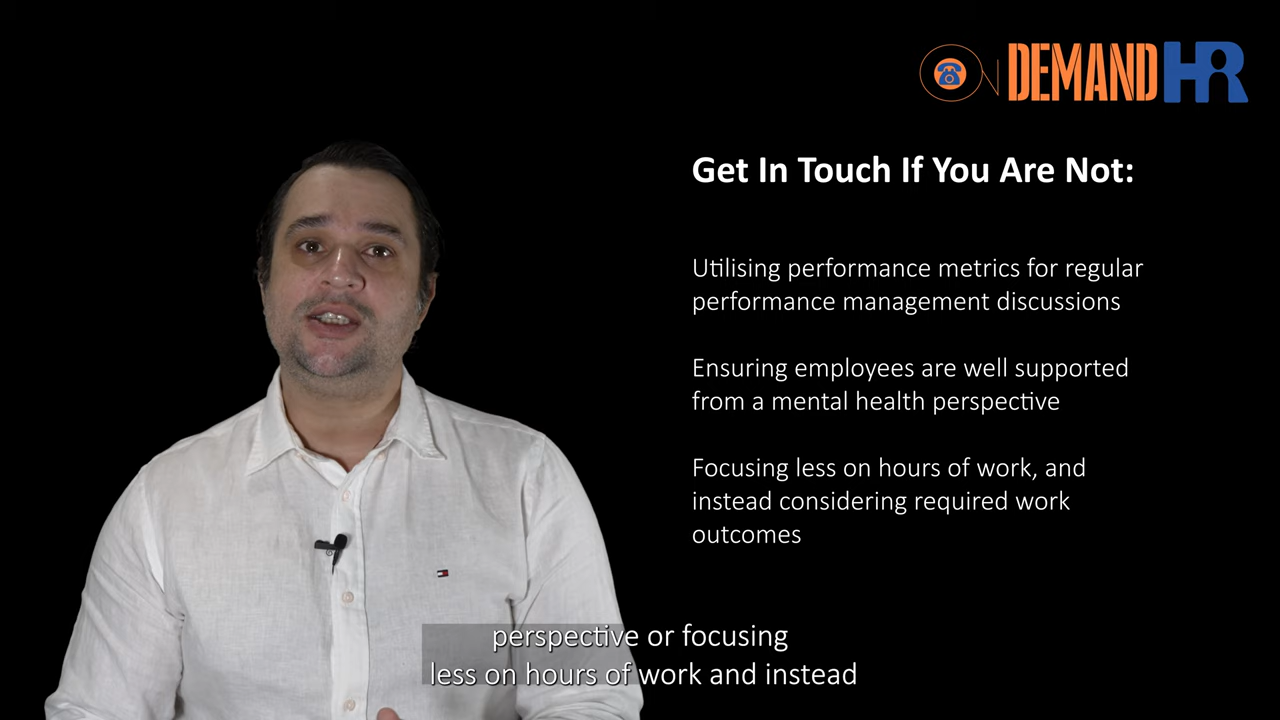 ON DEMAND HR
Get In Touch If You Are Not:
Utilising performance metrics for regular
performance management discussions
Ensuring employees are well supported
from a mental health perspective
Focusing less on hours of work, and
instead considering required work
outcomes
perspective or focusing
less on hours of work and instead